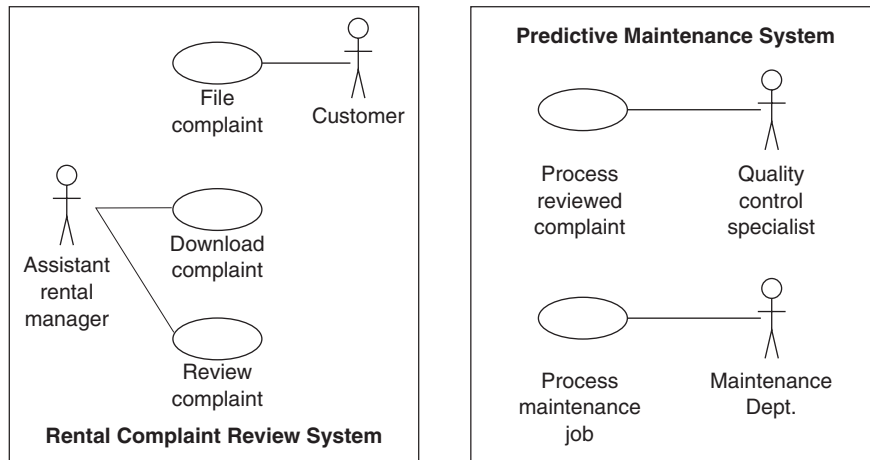 File
complaint
Customer
Assistant
rental
manager
Download
complaint
Review
complaint
Rental Complaint Review System
Predictive Maintenance System
Process
reviewed
complaint
Quality
control
specialist
Process
maintenance
job
Maintenance
Dept.